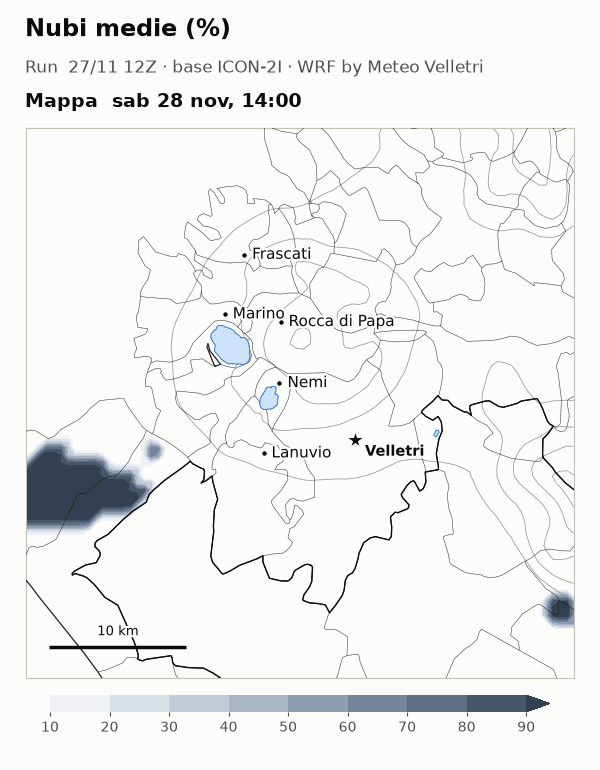 Nubi medie (%)
Run  27/11 12Z · base ICON-2I · WRF by Meteo Velletri
Mappa  sab 28 nov, 14:00
Frascati
Marino
Rocca di Papa
Nemi
Velletri
Lanuvio
10 km
10 20 30 40 50 60 70 80 90